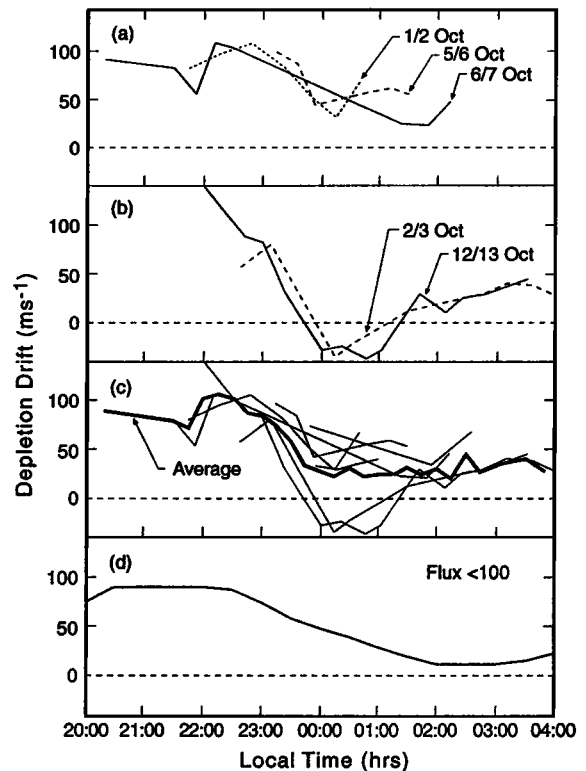 (a)
1/2 Oct
5/6 Oct
6/7 Oct
100
50
0
(b)
2/3 Oct
12/13 Oct
100
50
0
(c)
Average
100
50
0
(d)
Flux <100
100
50
0
Depletion Drift (ms⁻¹)
20:00 21:00 22:00 23:00 00:00 01:00 02:00 03:00 04:00
Local Time (hrs)